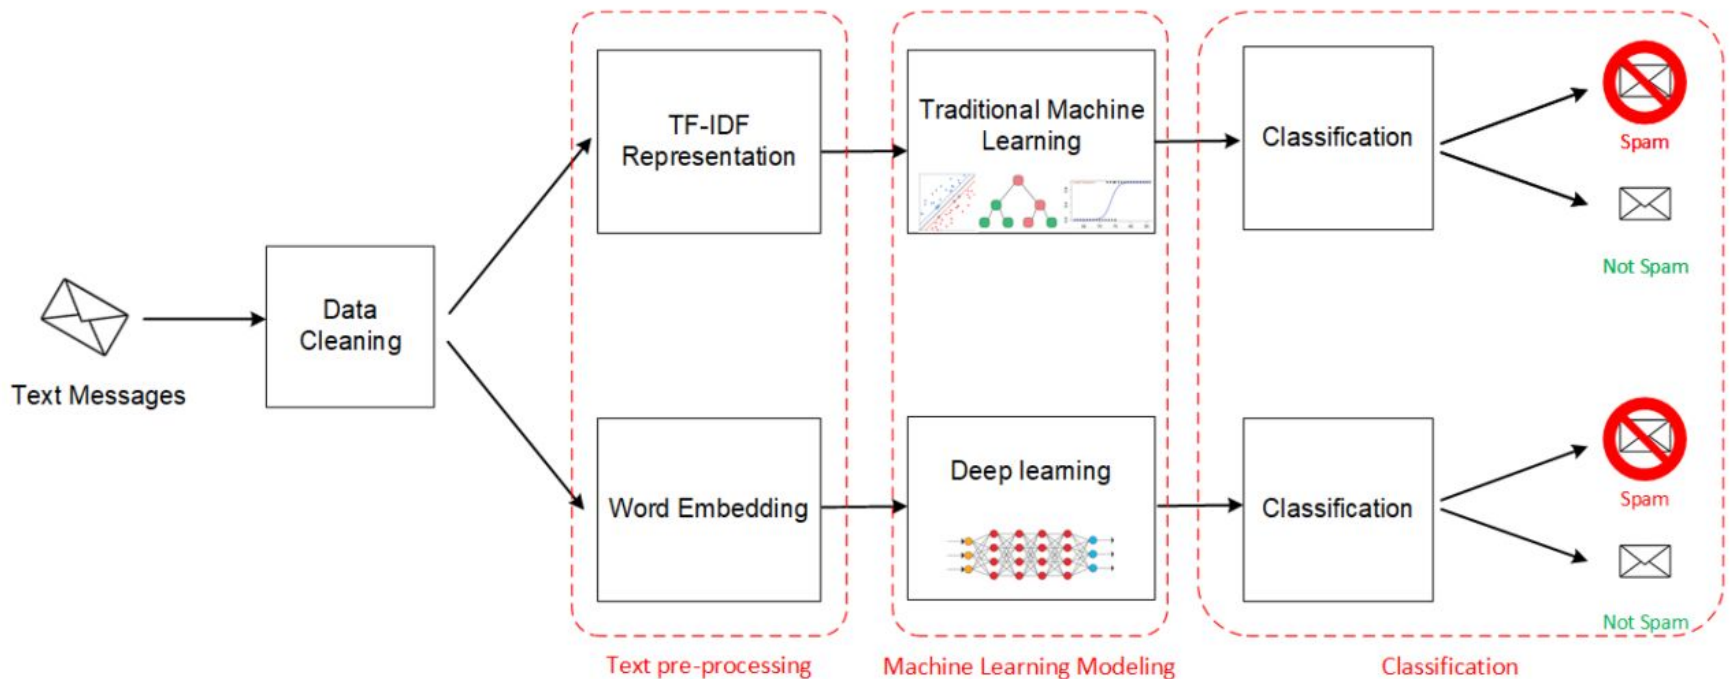 Text Messages
Data
Cleaning
TF-IDF
Representation
Traditional Machine
Learning
Classification
Spam
Not Spam
Word Embedding
Deep learning
Classification
Spam
Not Spam
Text pre-processing
Machine Learning Modeling
Classification